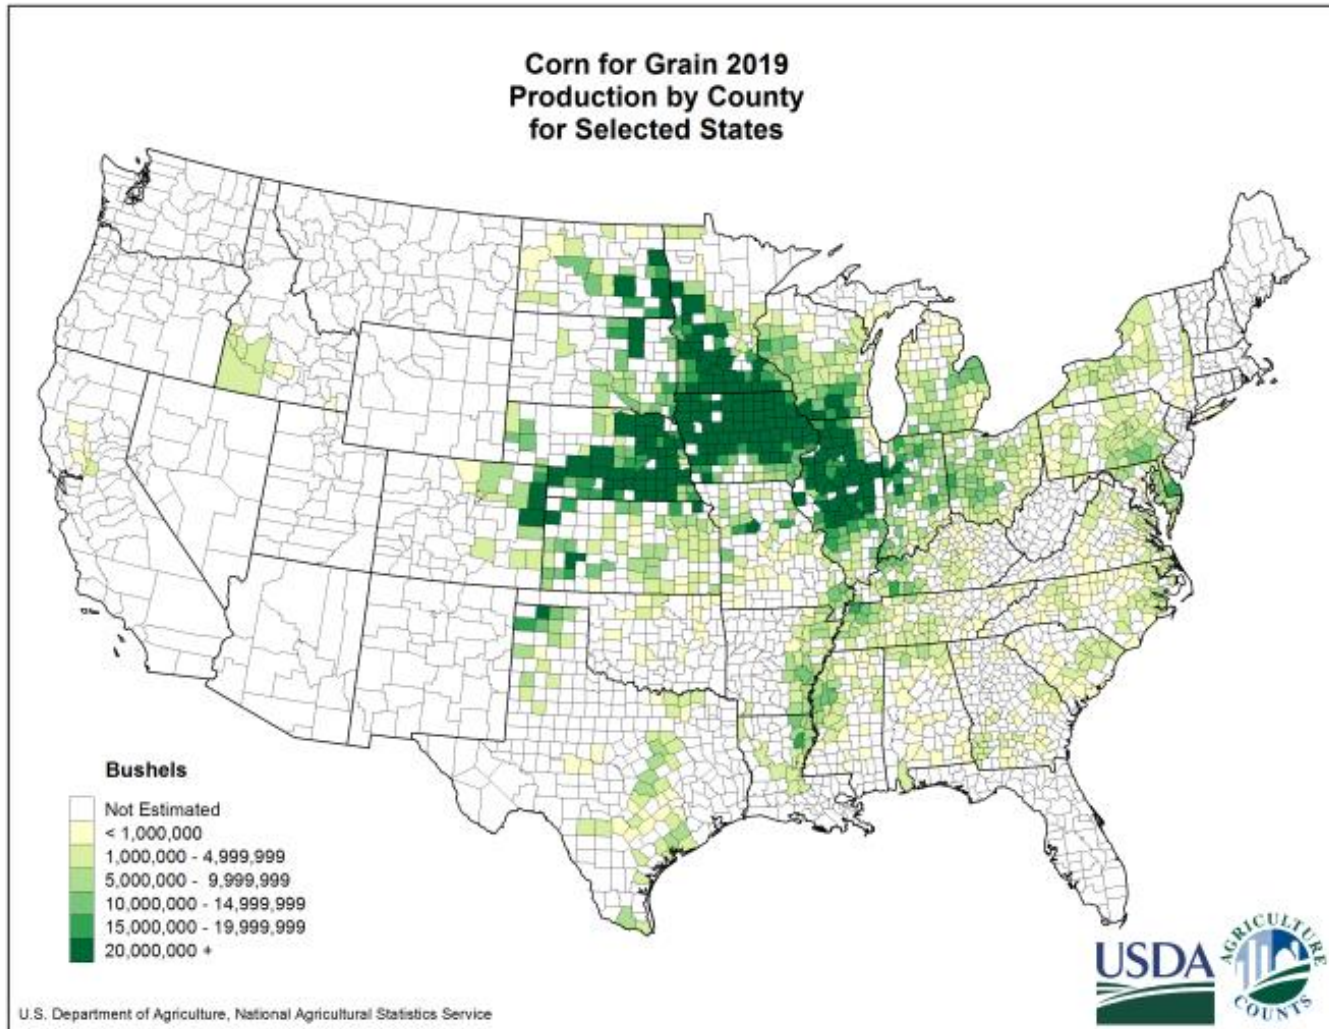 Corn for Grain 2019
Production by County
for Selected States
Bushels
Not Estimated
< 1,000,000
1,000,000 - 4,999,999
5,000,000 - 9,999,999
10,000,000 - 14,999,999
15,000,000 - 19,999,999
20,000,000 +
USDA
AGRICULTURE
COUNTS
U.S. Department of Agriculture, National Agricultural Statistics Service